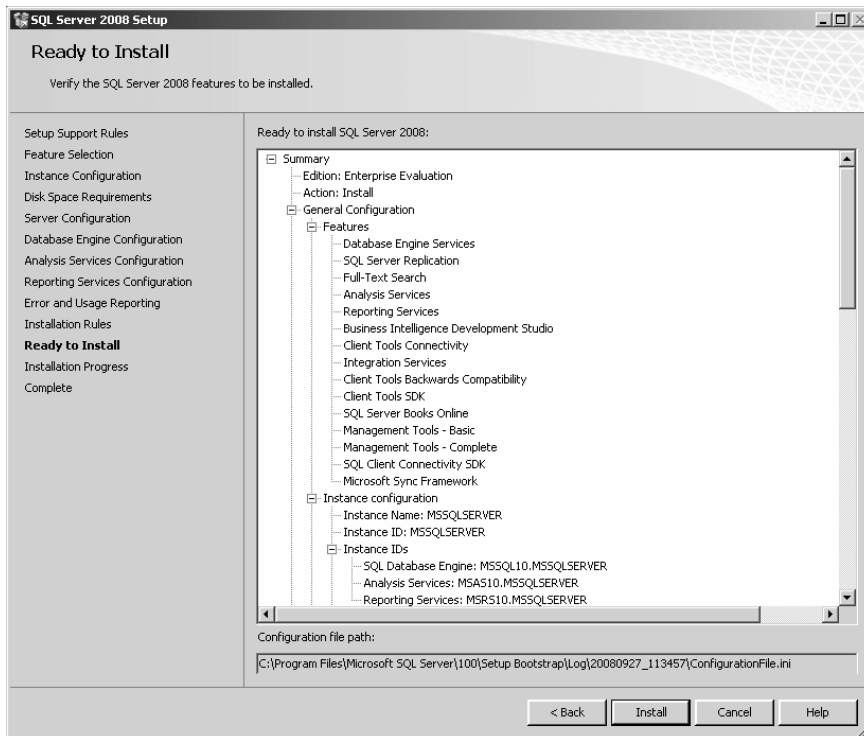 SQL Server 2008 Setup
Ready to Install
Verify the SQL Server 2008 features to be installed.
Setup Support Rules
Feature Selection
Instance Configuration
Disk Space Requirements
Server Configuration
Database Engine Configuration
Analysis Services Configuration
Reporting Services Configuration
Error and Usage Reporting
Installation Rules
Ready to Install
Installation Progress
Complete
Ready to install SQL Server 2008:
Summary
Edition: Enterprise Evaluation
Action: Install
General Configuration
Features
Database Engine Services
SQL Server Replication
Full-Text Search
Analysis Services
Reporting Services
Business Intelligence Development Studio
Client Tools Connectivity
Integration Services
Client Tools Backwards Compatibility
Client Tools SDK
SQL Server Books Online
Management Tools - Basic
Management Tools - Complete
SQL Client Connectivity SDK
Microsoft Sync Framework
Instance configuration
Instance Name: MSSQLSERVER
Instance ID: MSSQLSERVER
Instance IDs
SQL Database Engine: MSSQL10.MSSQLSERVER
Analysis Services: MSAS10.MSSQLSERVER
Reporting Services: MSRS10.MSSQLSERVER
Configuration file path:
C:\Program Files\Microsoft SQL Server\100\Setup Bootstrap\Log\20080927_113457\ConfigurationFile.ini
< Back Install Cancel Help